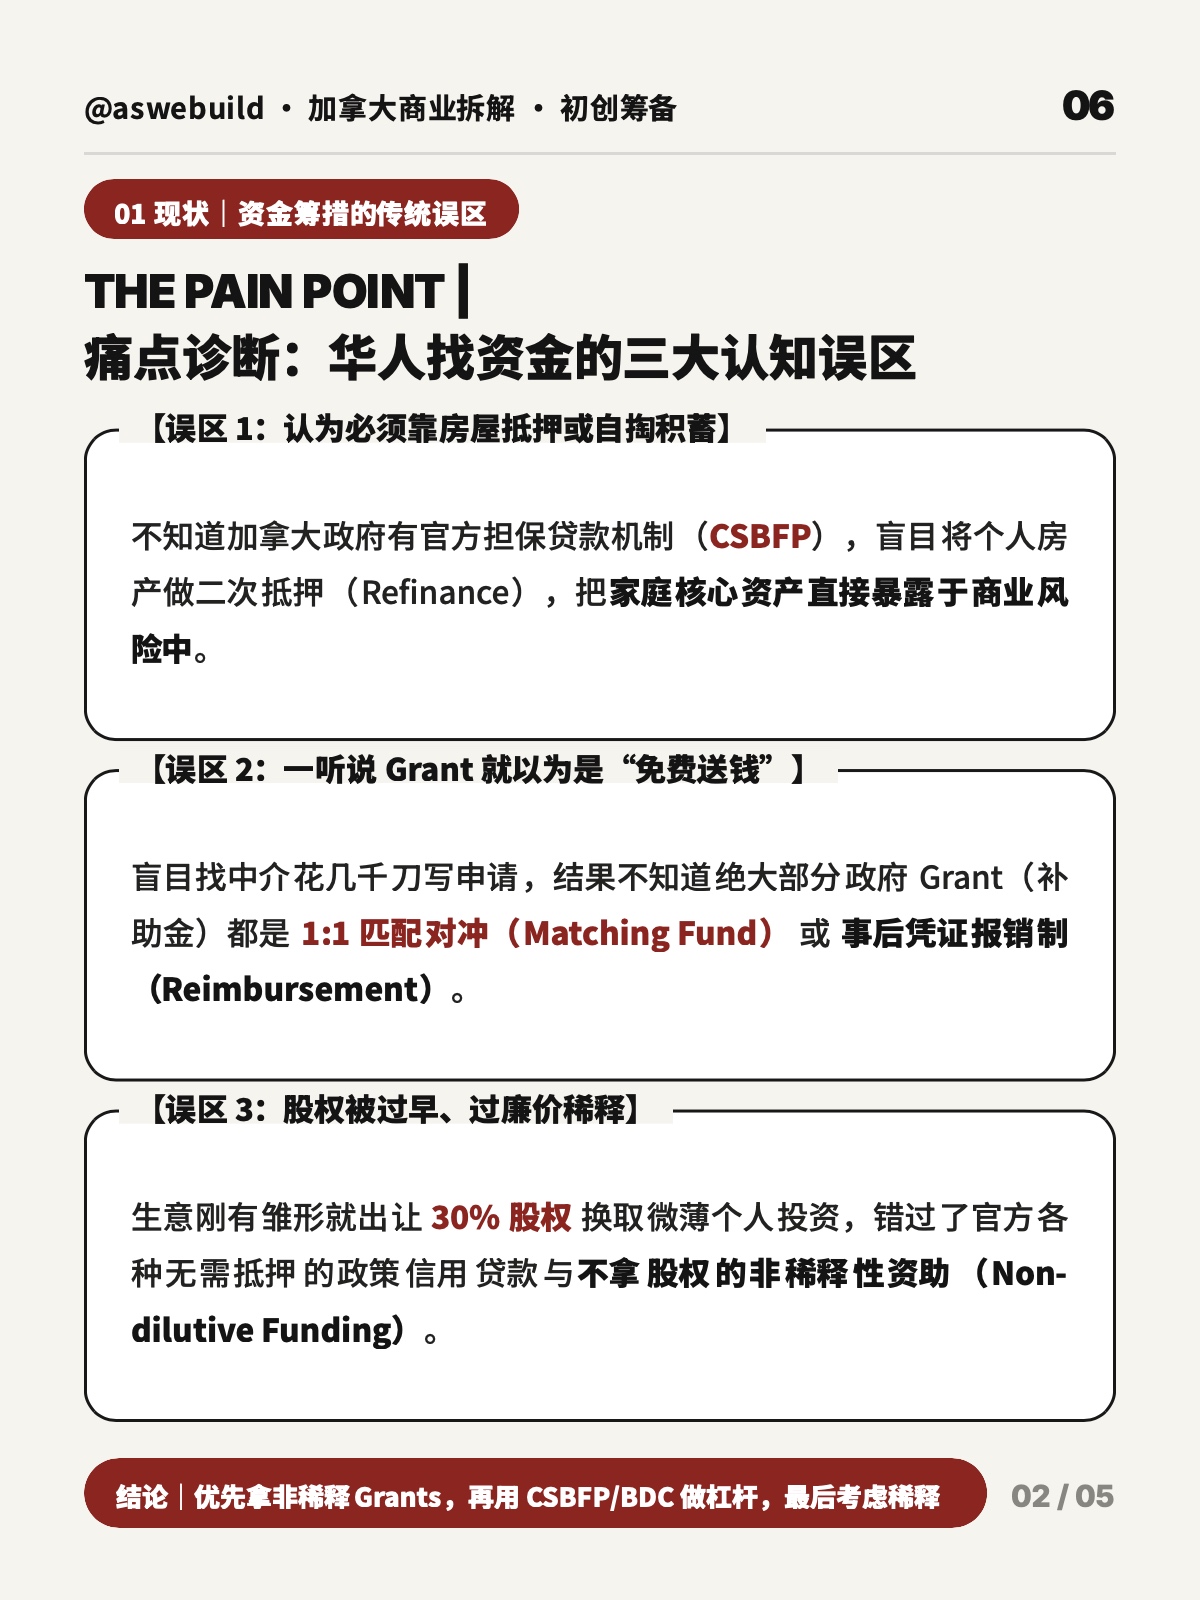 @aswebuild • 加拿大商业拆解 • 初创筹备
06
01 现状｜资金筹措的传统误区
THE PAIN POINT |
痛点诊断：华人找资金的三大认知误区
【误区 1：认为必须靠房屋抵押或自掏积蓄】
不知道加拿大政府有官方担保贷款机制（CSBFP），盲目将个人房
产做二次抵押（Refinance），把家庭核心资产直接暴露于商业风
险中。
【误区 2：一听说 Grant 就以为是“免费送钱”】
盲目找中介花几千刀写申请，结果不知道绝大部分政府 Grant（补
助金）都是 1:1 匹配对冲（Matching Fund） 或 事后凭证报销制
（Reimbursement）。
【误区 3：股权被过早、过廉价稀释】
生意刚有雏形就出让 30% 股权 换取微薄个人投资，错过了官方各
种无需抵押的政策信用贷款与不拿股权的非稀释性资助（Non-
dilutive Funding）。
结论｜优先拿非稀释 Grants，再用 CSBFP/BDC 做杠杆，最后考虑稀释
02 / 05